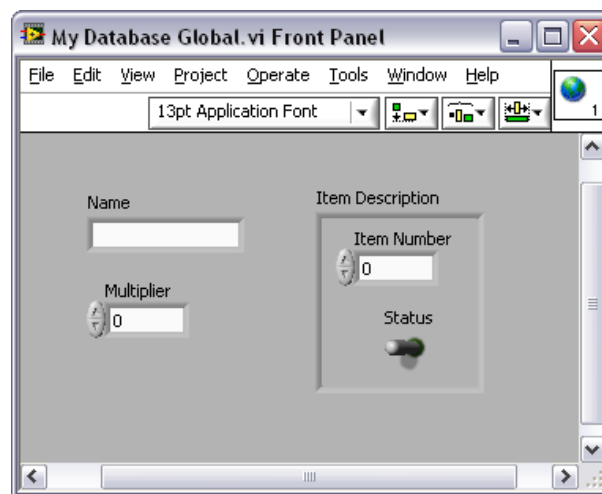 My Database Global.vi Front Panel
File Edit View Project Operate Tools Window Help
13pt Application Font
1
Name
Item Description
Item Number
0
Multiplier
0
Status